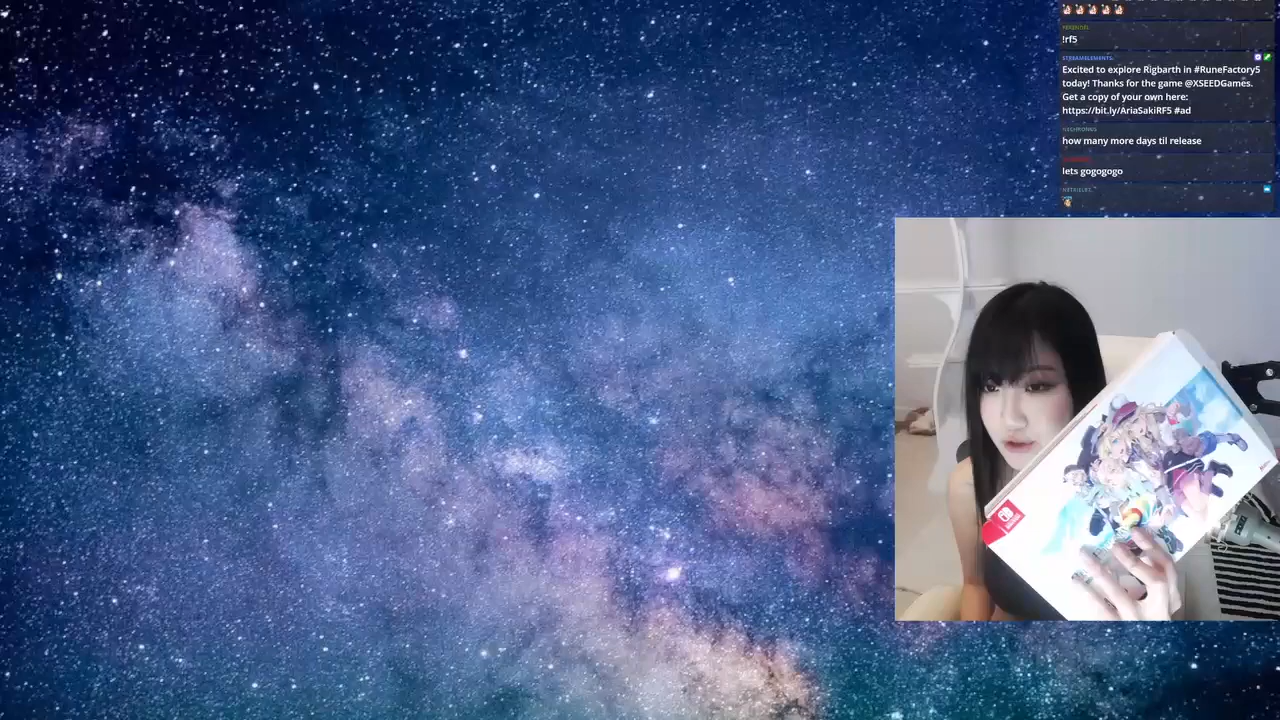 !rf5
STREAMELEMENTS:
Excited to explore Rigbarth in #RuneFactory5
today! Thanks for the game @XSEEDGames.
Get a copy of your own here:
https://bit.ly/AriaSakiRF5 #ad
how many more days til release
lets gogogogo